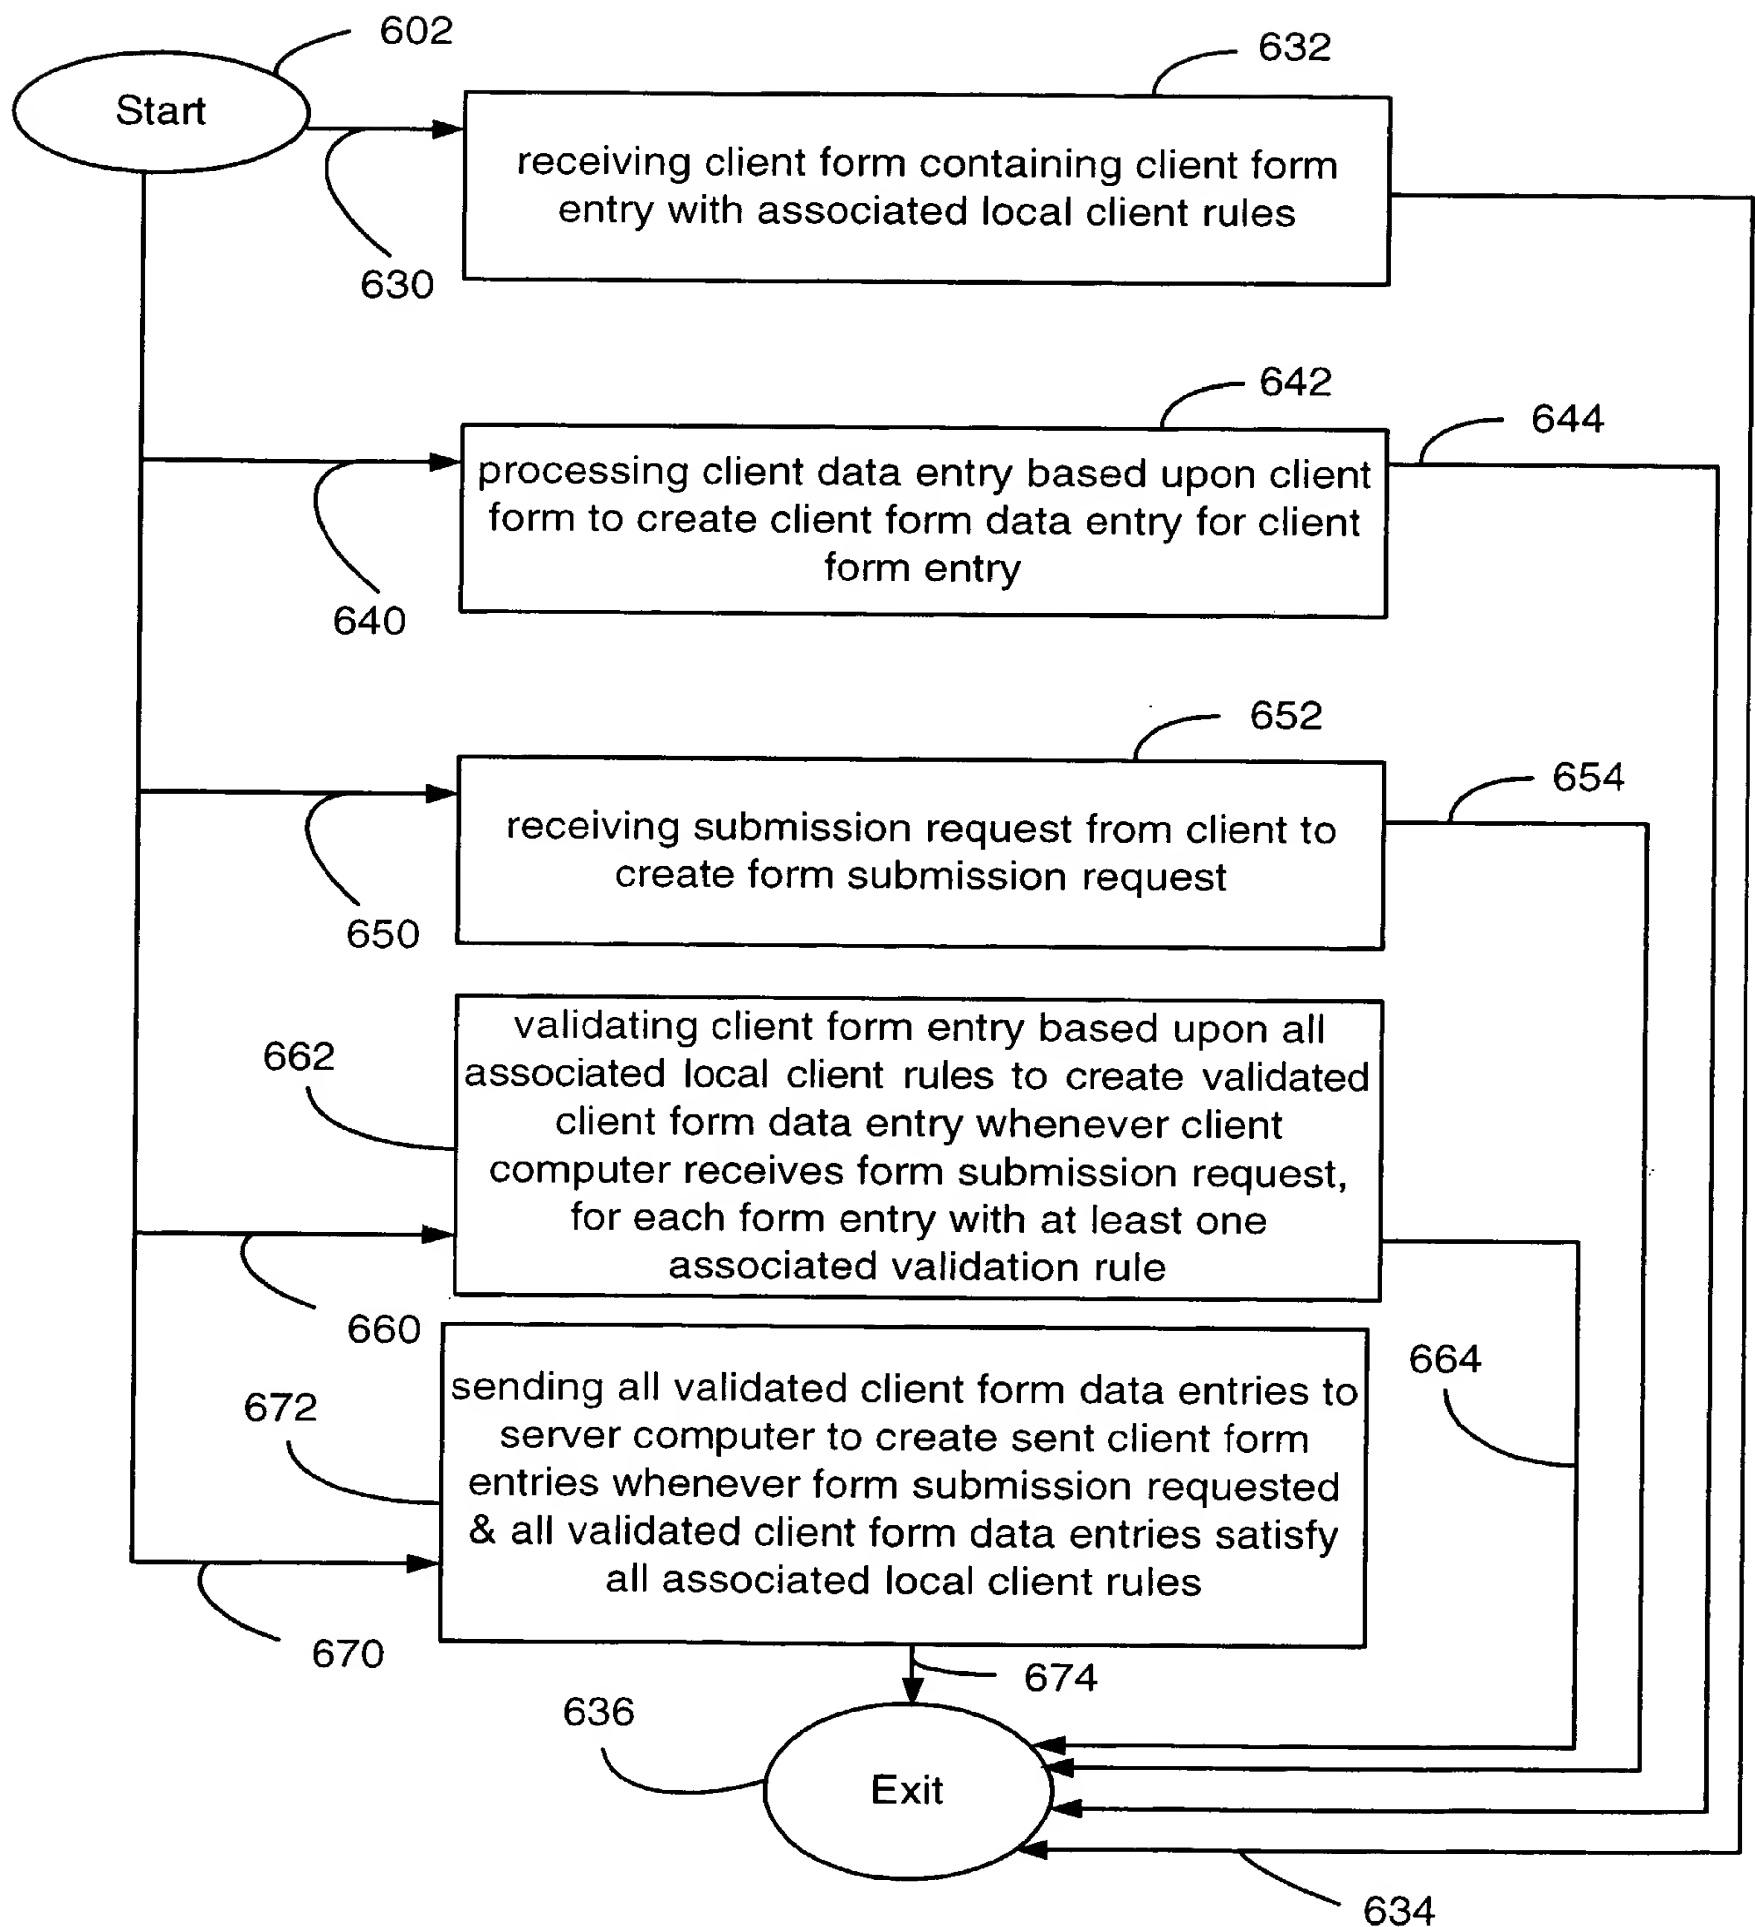 602
Start
632
receiving client form containing client form
entry with associated local client rules
630
642
644
processing client data entry based upon client
form to create client form data entry for client
form entry
640
652
654
receiving submission request from client to
create form submission request
650
662
validating client form entry based upon all
associated local client rules to create validated
client form data entry whenever client
computer receives form submission request,
for each form entry with at least one
associated validation rule
660
664
672
sending all validated client form data entries to
server computer to create sent client form
entries whenever form submission requested
& all validated client form data entries satisfy
all associated local client rules
670
674
636
Exit
634